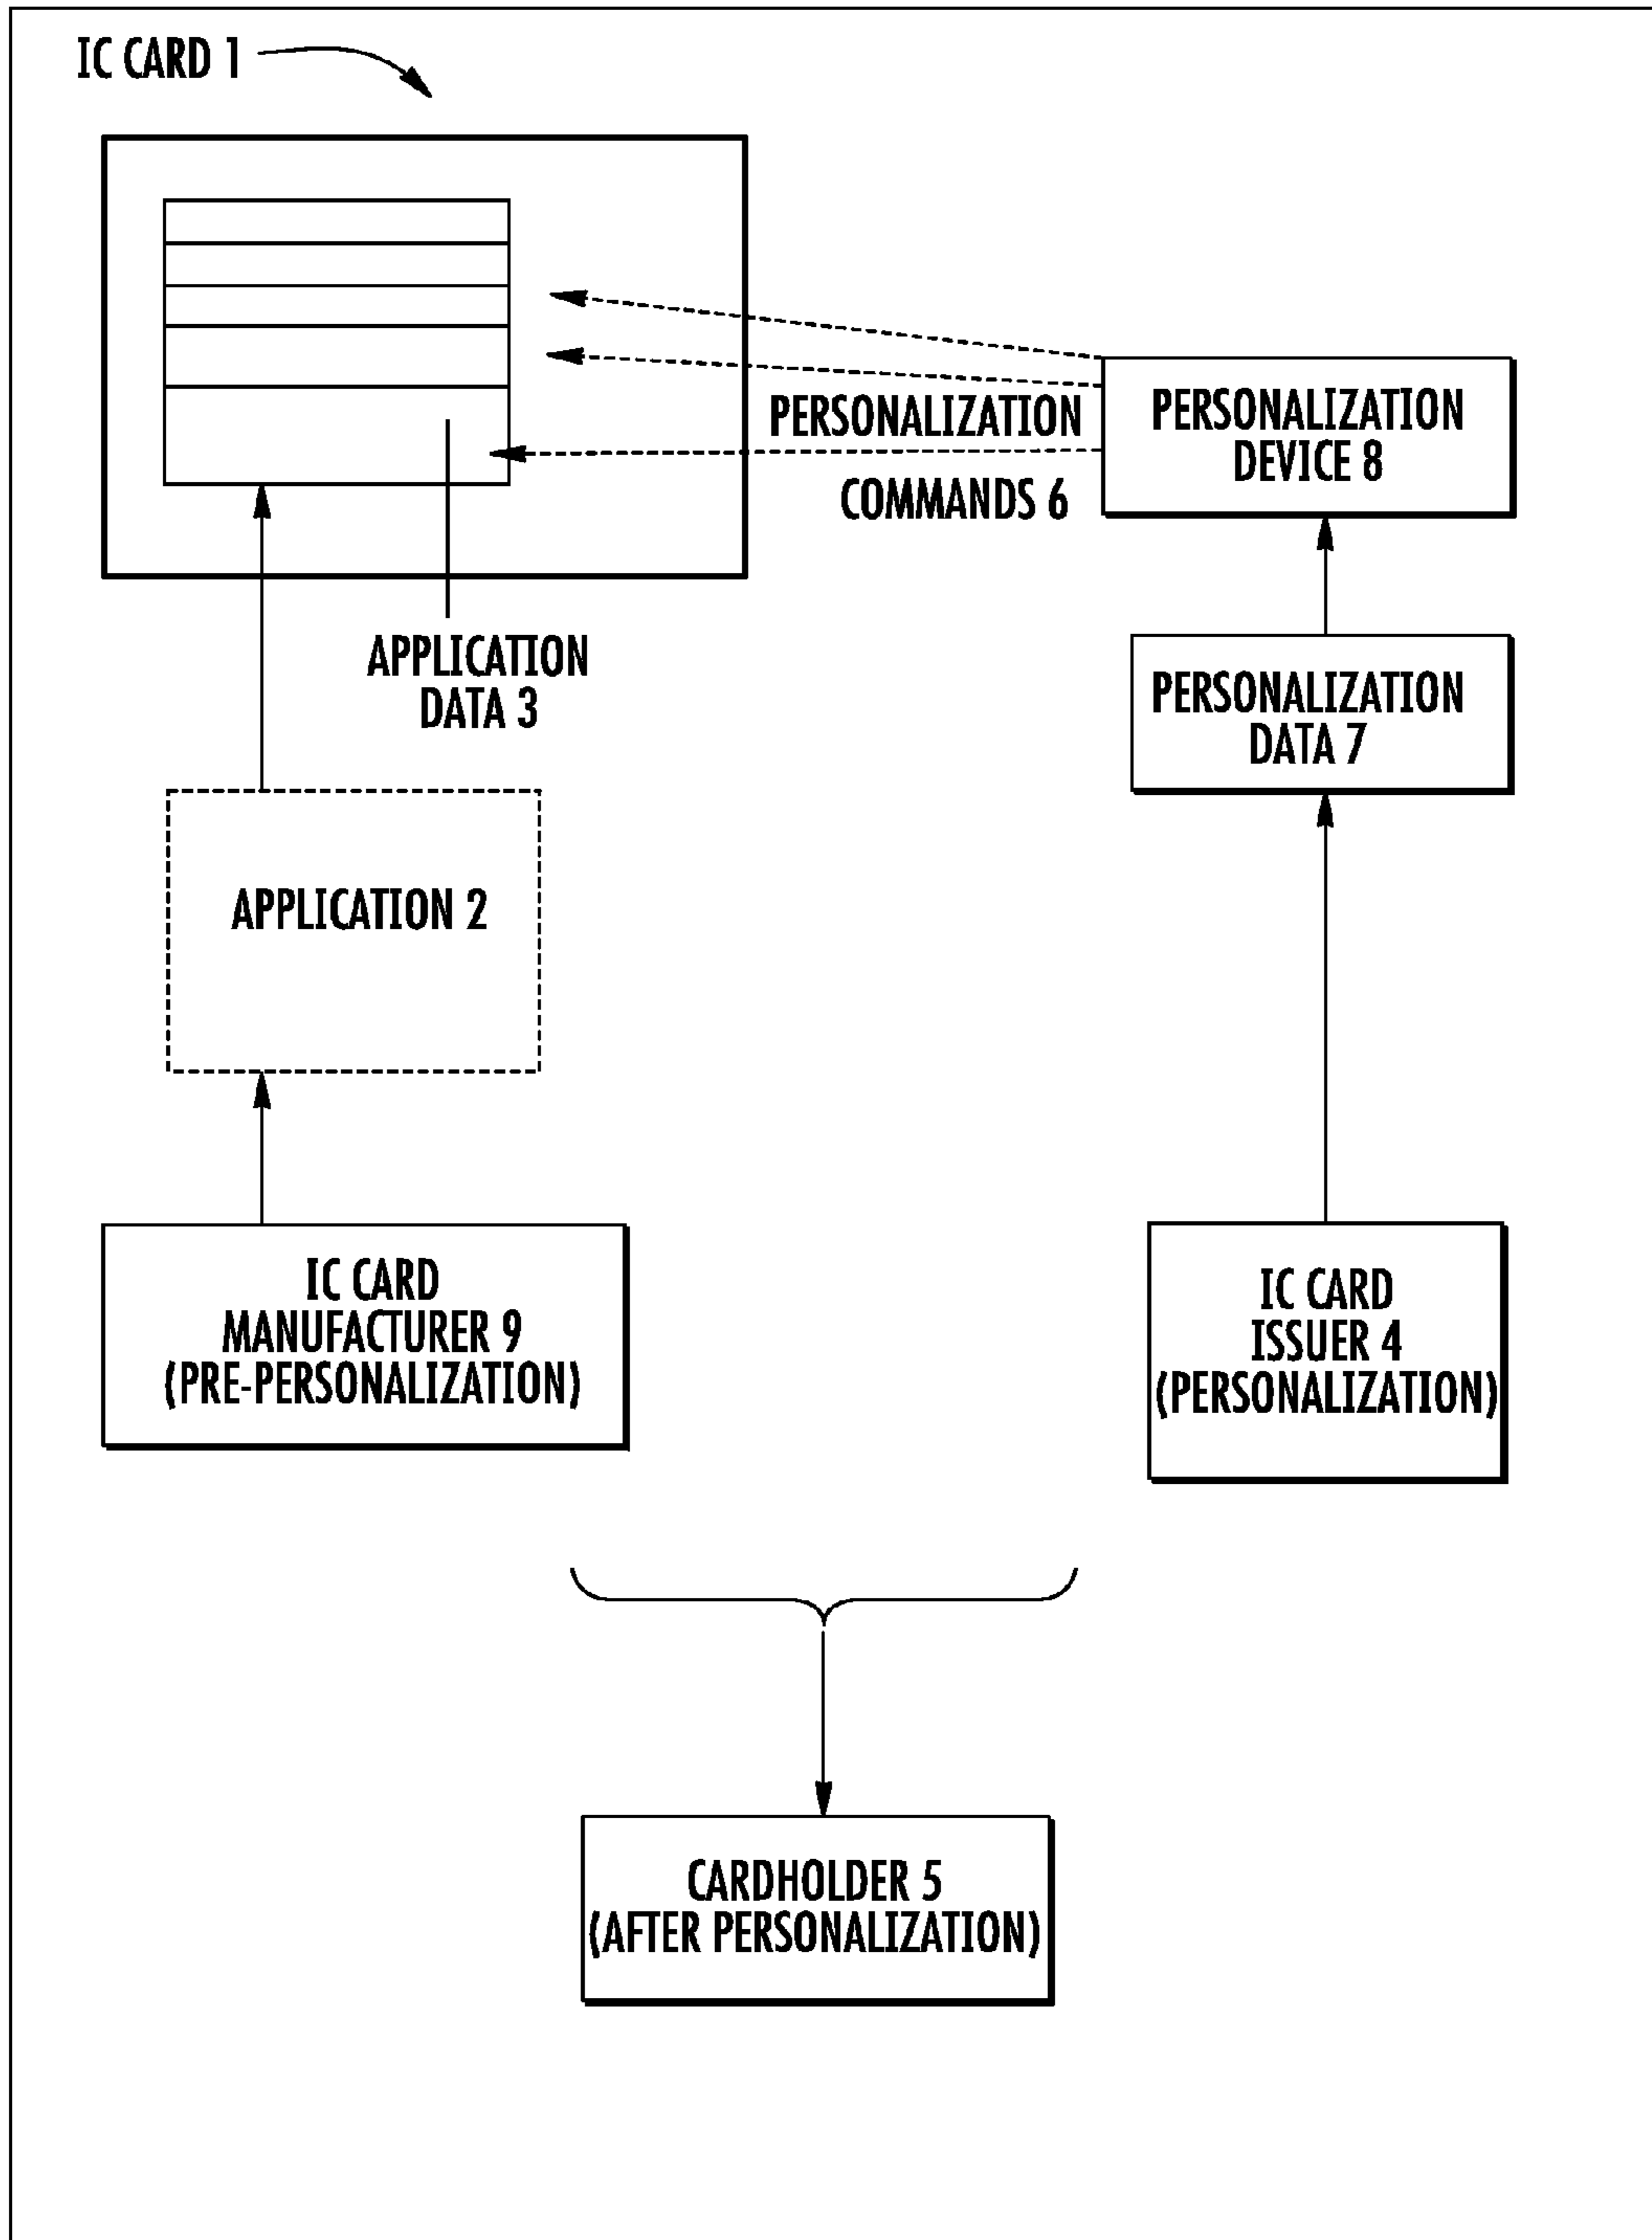 IC CARD 1
PERSONALIZATION
COMMANDS 6
PERSONALIZATION
DEVICE 8
APPLICATION
DATA 3
PERSONALIZATION
DATA 7
APPLICATION 2
IC CARD
MANUFACTURER 9
(PRE-PERSONALIZATION)
IC CARD
ISSUER 4
(PERSONALIZATION)
CARDHOLDER 5
(AFTER PERSONALIZATION)